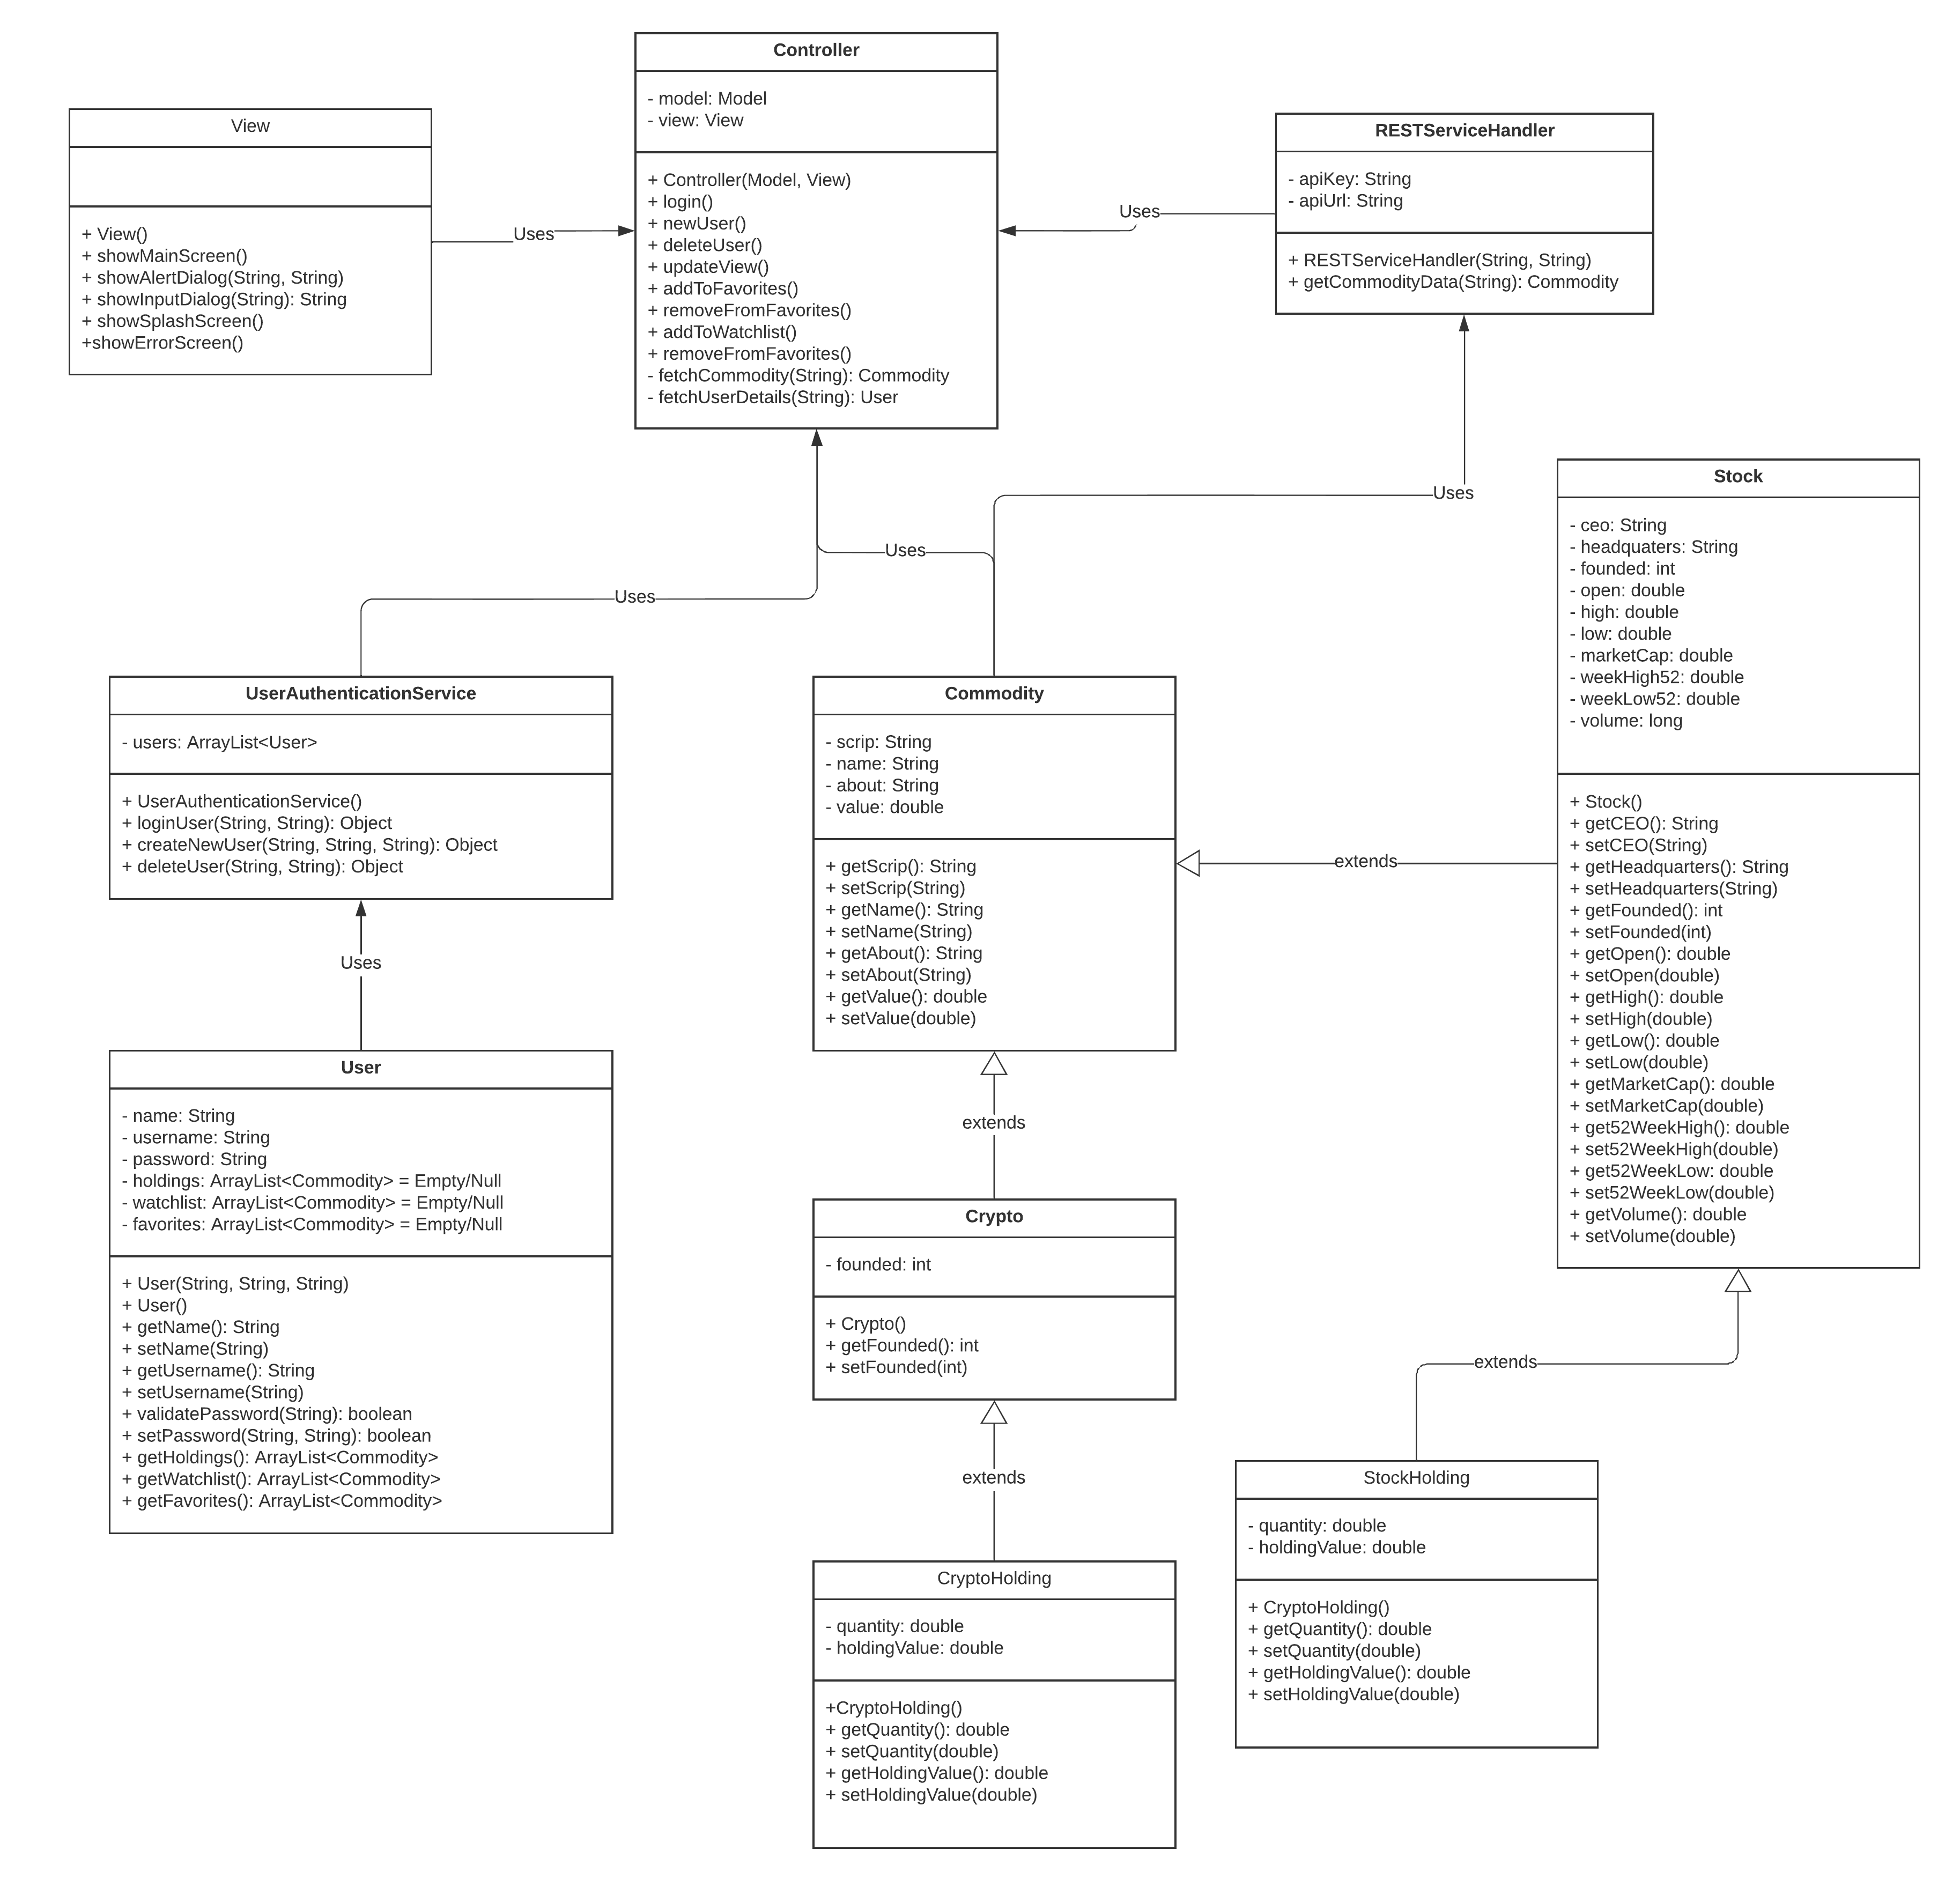 Controller
- model: Model
- view: View
+ Controller(Model, View)
+ login()
+ newUser()
+ deleteUser()
+ updateView()
+ addToFavorites()
+ removeFromFavorites()
+ addToWatchlist()
+ removeFromFavorites()
- fetchCommodity(String): Commodity
- fetchUserDetails(String): User
View
+ View()
+ showMainScreen()
+ showAlertDialog(String, String)
+ showInputDialog(String): String
+ showSplashScreen()
+showErrorScreen()
Uses
RESTServiceHandler
- apiKey: String
- apiUrl: String
+ RESTServiceHandler(String, String)
+ getCommodityData(String): Commodity
Uses
Uses
Uses
Uses
Stock
- ceo: String
- headquaters: String
- founded: int
- open: double
- high: double
- low: double
- marketCap: double
- weekHigh52: double
- weekLow52: double
- volume: long
+ Stock()
+ getCEO(): String
+ setCEO(String)
+ getHeadquarters(): String
+ setHeadquarters(String)
+ getFounded(): int
+ setFounded(int)
+ getOpen(): double
+ setOpen(double)
+ getHigh(): double
+ setHigh(double)
+ getLow(): double
+ setLow(double)
+ getMarketCap(): double
+ setMarketCap(double)
+ get52WeekHigh(): double
+ set52WeekHigh(double)
+ get52WeekLow: double
+ set52WeekLow(double)
+ getVolume(): double
+ setVolume(double)
UserAuthenticationService
- users: ArrayList<User>
+ UserAuthenticationService()
+ loginUser(String, String): Object
+ createNewUser(String, String, String): Object
+ deleteUser(String, String): Object
Commodity
- scrip: String
- name: String
- about: String
- value: double
+ getScrip(): String
+ setScrip(String)
+ getName(): String
+ setName(String)
+ getAbout(): String
+ setAbout(String)
+ getValue(): double
+ setValue(double)
extends
Uses
User
- name: String
- username: String
- password: String
- holdings: ArrayList<Commodity> = Empty/Null
- watchlist: ArrayList<Commodity> = Empty/Null
- favorites: ArrayList<Commodity> = Empty/Null
+ User(String, String, String)
+ User()
+ getName(): String
+ setName(String)
+ getUsername(): String
+ setUsername(String)
+ validatePassword(String): boolean
+ setPassword(String, String): boolean
+ getHoldings(): ArrayList<Commodity>
+ getWatchlist(): ArrayList<Commodity>
+ getFavorites(): ArrayList<Commodity>
extends
Crypto
- founded: int
+ Crypto()
+ getFounded(): int
+ setFounded(int)
extends
extends
StockHolding
- quantity: double
- holdingValue: double
+ CryptoHolding()
+ getQuantity(): double
+ setQuantity(double)
+ getHoldingValue(): double
+ setHoldingValue(double)
CryptoHolding
- quantity: double
- holdingValue: double
+CryptoHolding()
+ getQuantity(): double
+ setQuantity(double)
+ getHoldingValue(): double
+ setHoldingValue(double)